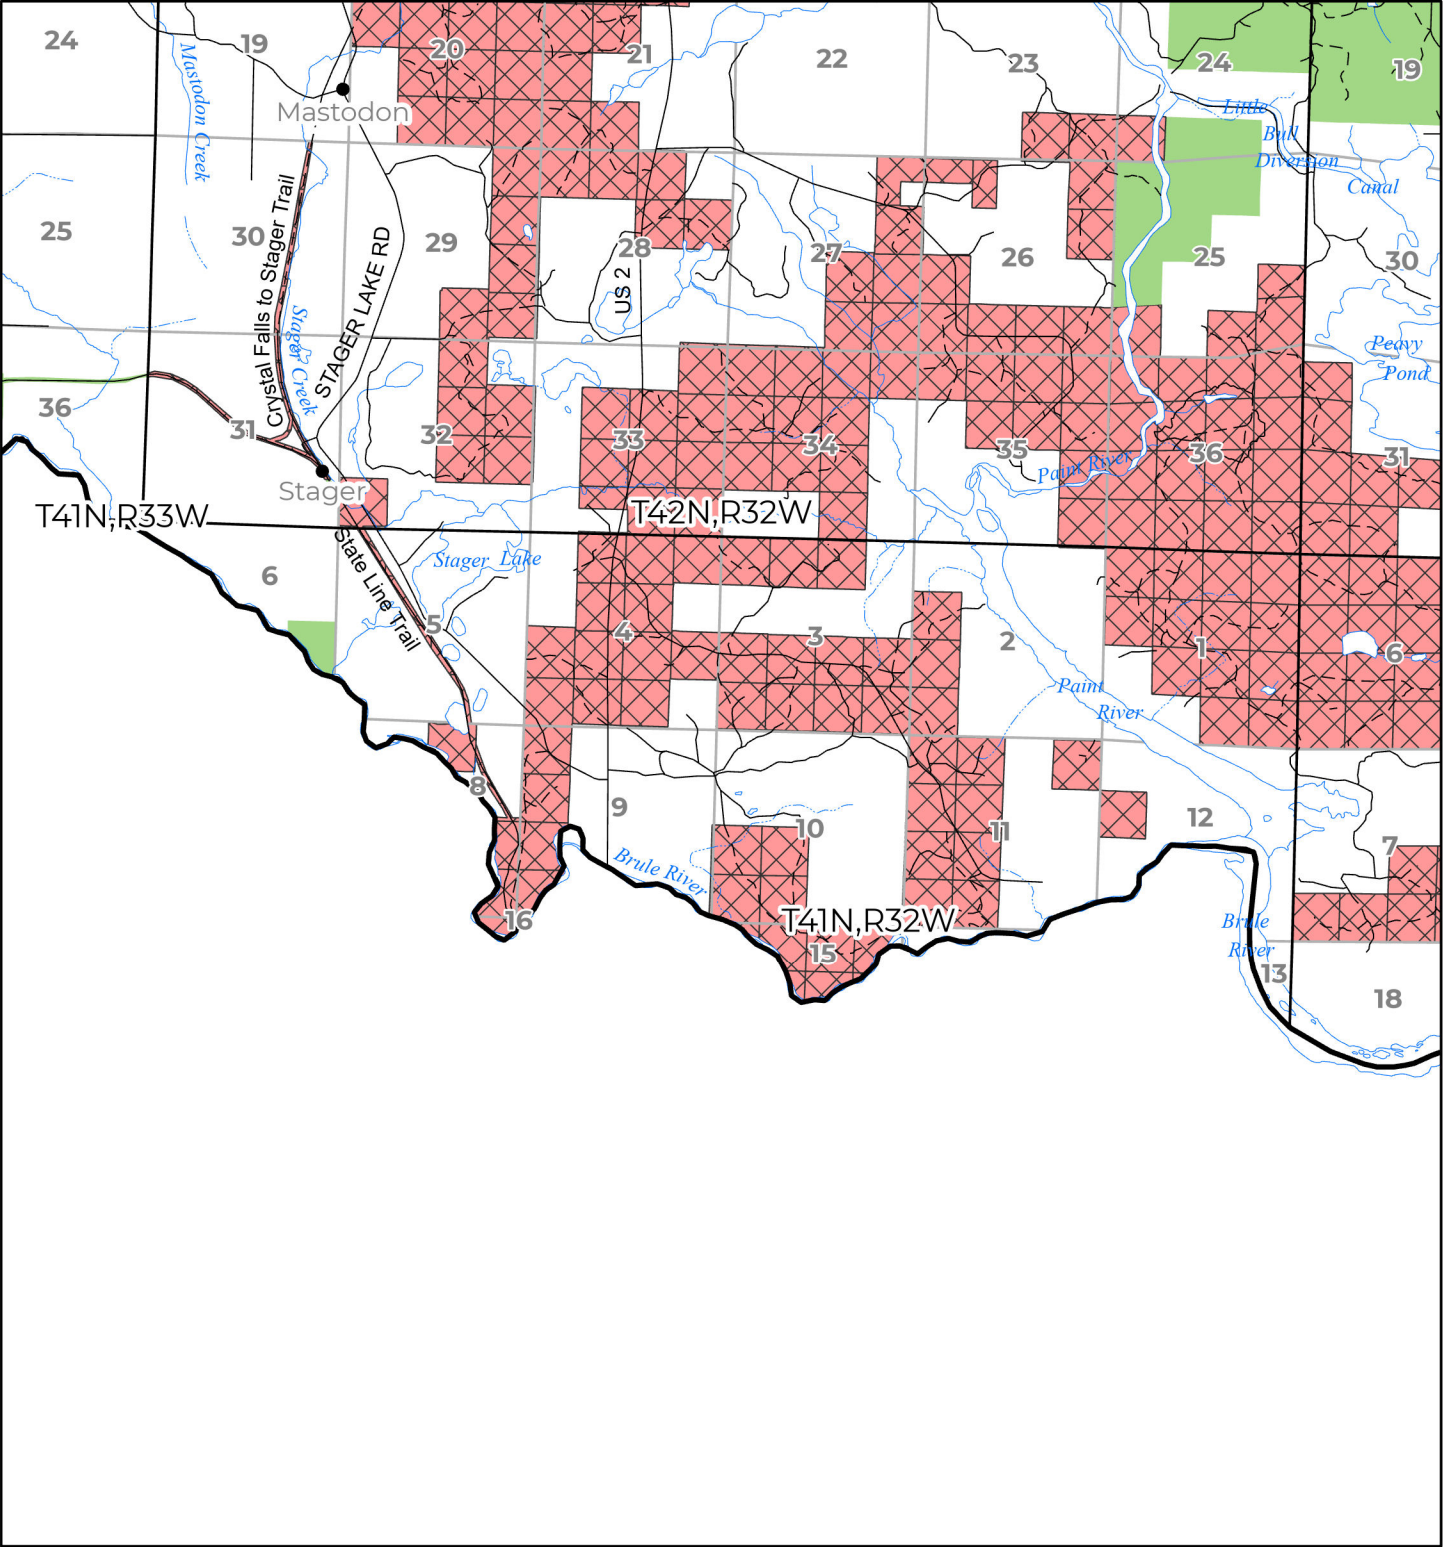 24
19
20
21
22
23
24
19
Mastodon
Mastodon Creek
Little
Bull
Diversion
Canal
25
30
29
28
27
26
25
30
Crystal Falls to Stager Trail
STAGER LAKE RD
US 2
Stager Creek
Peavy
Pond
36
31
32
33
34
35
36
31
Paint River
Stager
T41N,R33W
T42N,R32W
State Line Trail
Stager Lake
6
5
4
3
2
1
6
Paint
River
8
9
10
11
12
7
Brule River
16
T41N,R32W
15
Brule
River
13
18